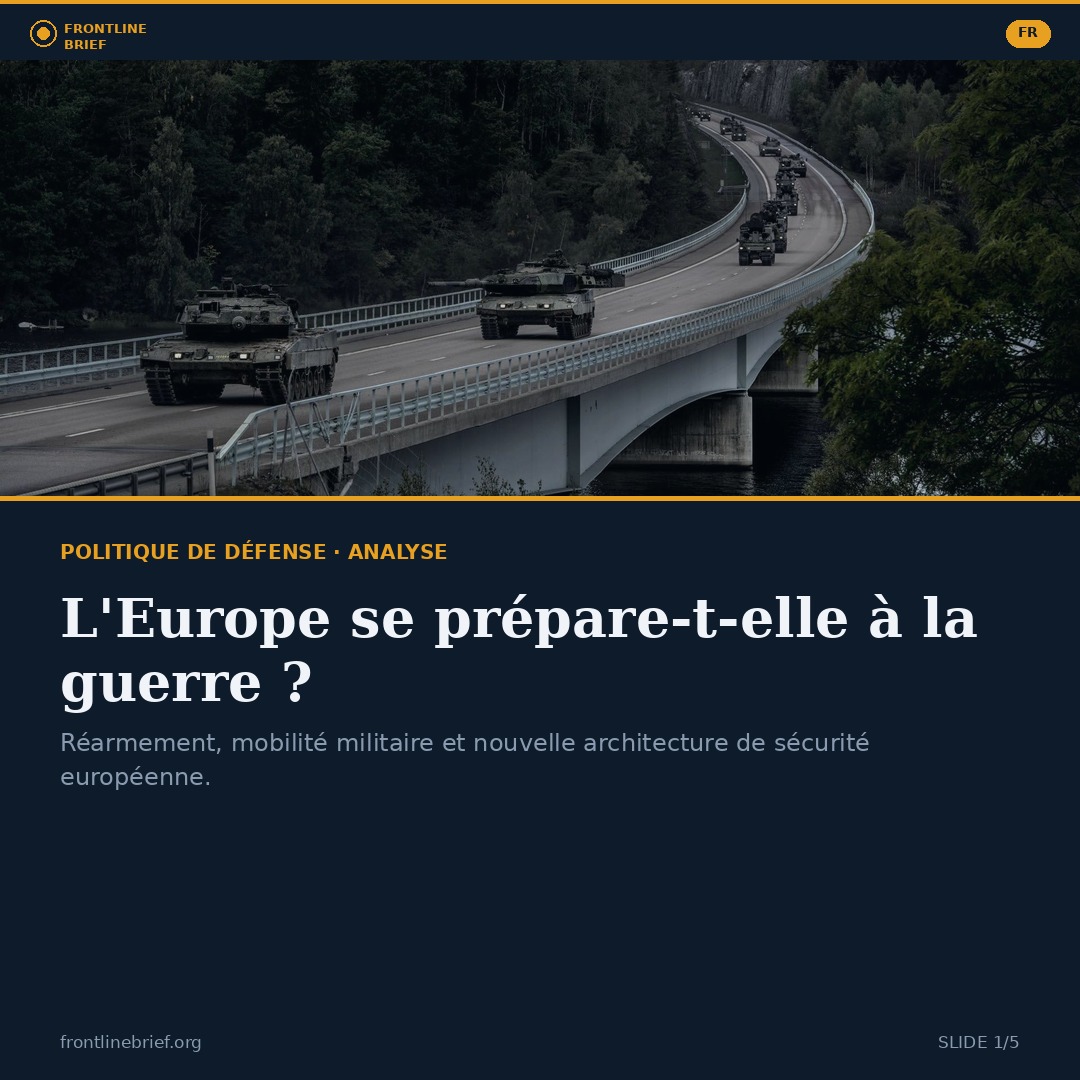 FRONTLINE
BRIEF
FR
POLITIQUE DE DÉFENSE · ANALYSE
L'Europe se prépare-t-elle à la
guerre ?
Réarmement, mobilité militaire et nouvelle architecture de sécurité
européenne.
frontlinebrief.org
SLIDE 1/5